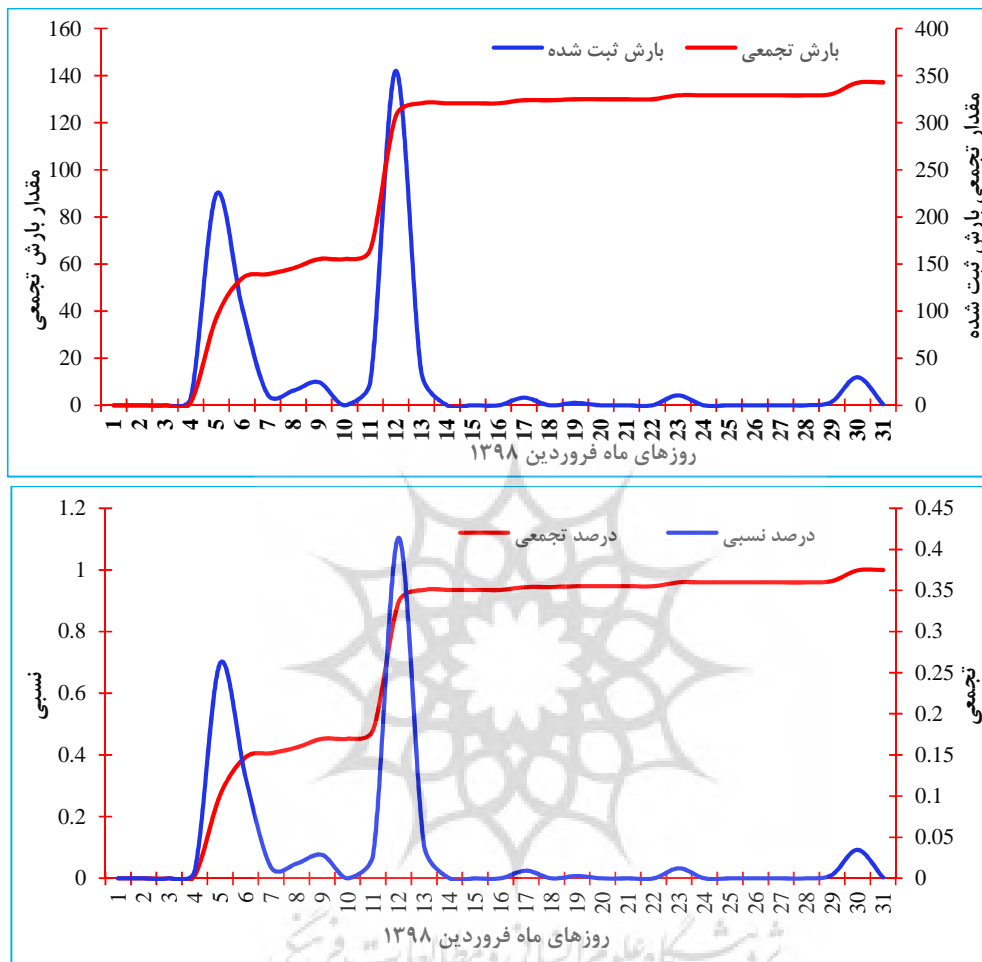 بارش ثبت شده
بارش تجمعی
160
140
120
100
80
60
40
20
0
400
350
300
250
200
150
100
50
0
مقدار بارش تجمعی
مقدار تجمعی بارش ثبت شده
1 2 3 4 5 6 7 8 9 10 11 12 13 14 15 16 17 18 19 20 21 22 23 24 25 26 27 28 29 30 31
روزهای ماه فروردین ۱۳۹۸
درصد تجمعی
درصد نسبی
1.2
1
0.8
0.6
0.4
0.2
0
0.45
0.4
0.35
0.3
0.25
0.2
0.15
0.1
0.05
0
نسبی
تجمعی
1 2 3 4 5 6 7 8 9 10 11 12 13 14 15 16 17 18 19 20 21 22 23 24 25 26 27 28 29 30 31
روزهای ماه فروردین ۱۳۹۸
پژوهشگاه علوم انسانی و مطالعات فرهنگی